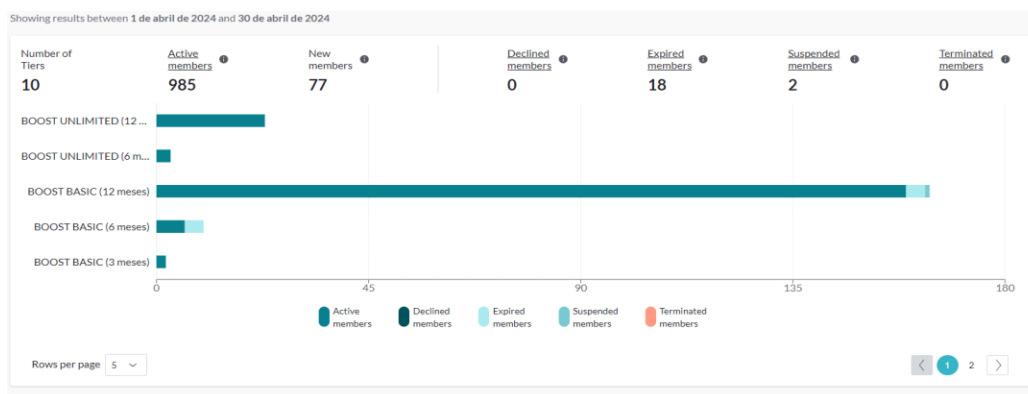 Showing results between 1 de abril de 2024 and 30 de abril de 2024
Number of Tiers
10
Active members
985
New members
77
Declined members
0
Expired members
18
Suspended members
2
Terminated members
0
BOOST UNLIMITED (12 ...
BOOST UNLIMITED (6 m...
BOOST BASIC (12 meses)
BOOST BASIC (6 meses)
BOOST BASIC (3 meses)
0 45 90 135 180
Active members
Declined members
Expired members
Suspended members
Terminated members
Rows per page 5
1 2